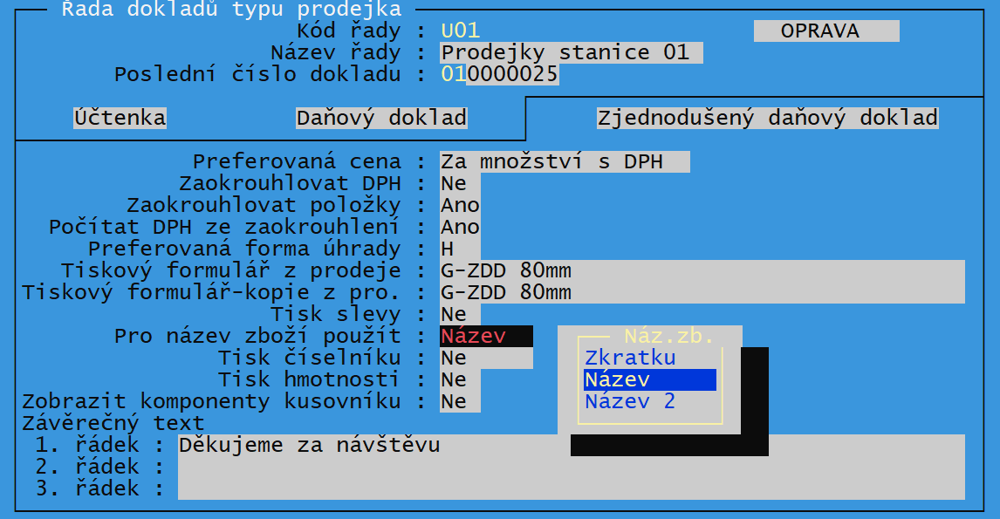 Řada dokladů typu prodejka
Kód řady : U01 OPRAVA
Název řady : Prodejky stanice 01
Poslední číslo dokladu : 010000025
Účtenka Daňový doklad Zjednodušený daňový doklad
Preferovaná cena : Za množství s DPH
Zaokrouhlovat DPH : Ne
Zaokrouhlovat položky : Ano
Počítat DPH ze zaokrouhlení : Ano
Preferovaná forma úhrady : H
Tiskový formulář z prodeje : G-ZDD 80mm
Tiskový formulář-kopie z pro. : G-ZDD 80mm
Tisk slevy : Ne
Pro název zboží použít : Název Náz.zb.
Tisk číselníku : Ne Zkratku
Tisk hmotnosti : Ne Název
Zobrazit komponenty kusovníku : Ne Název 2
Závěrečný text
1. řádek : Děkujeme za návštěvu
2. řádek :
3. řádek :